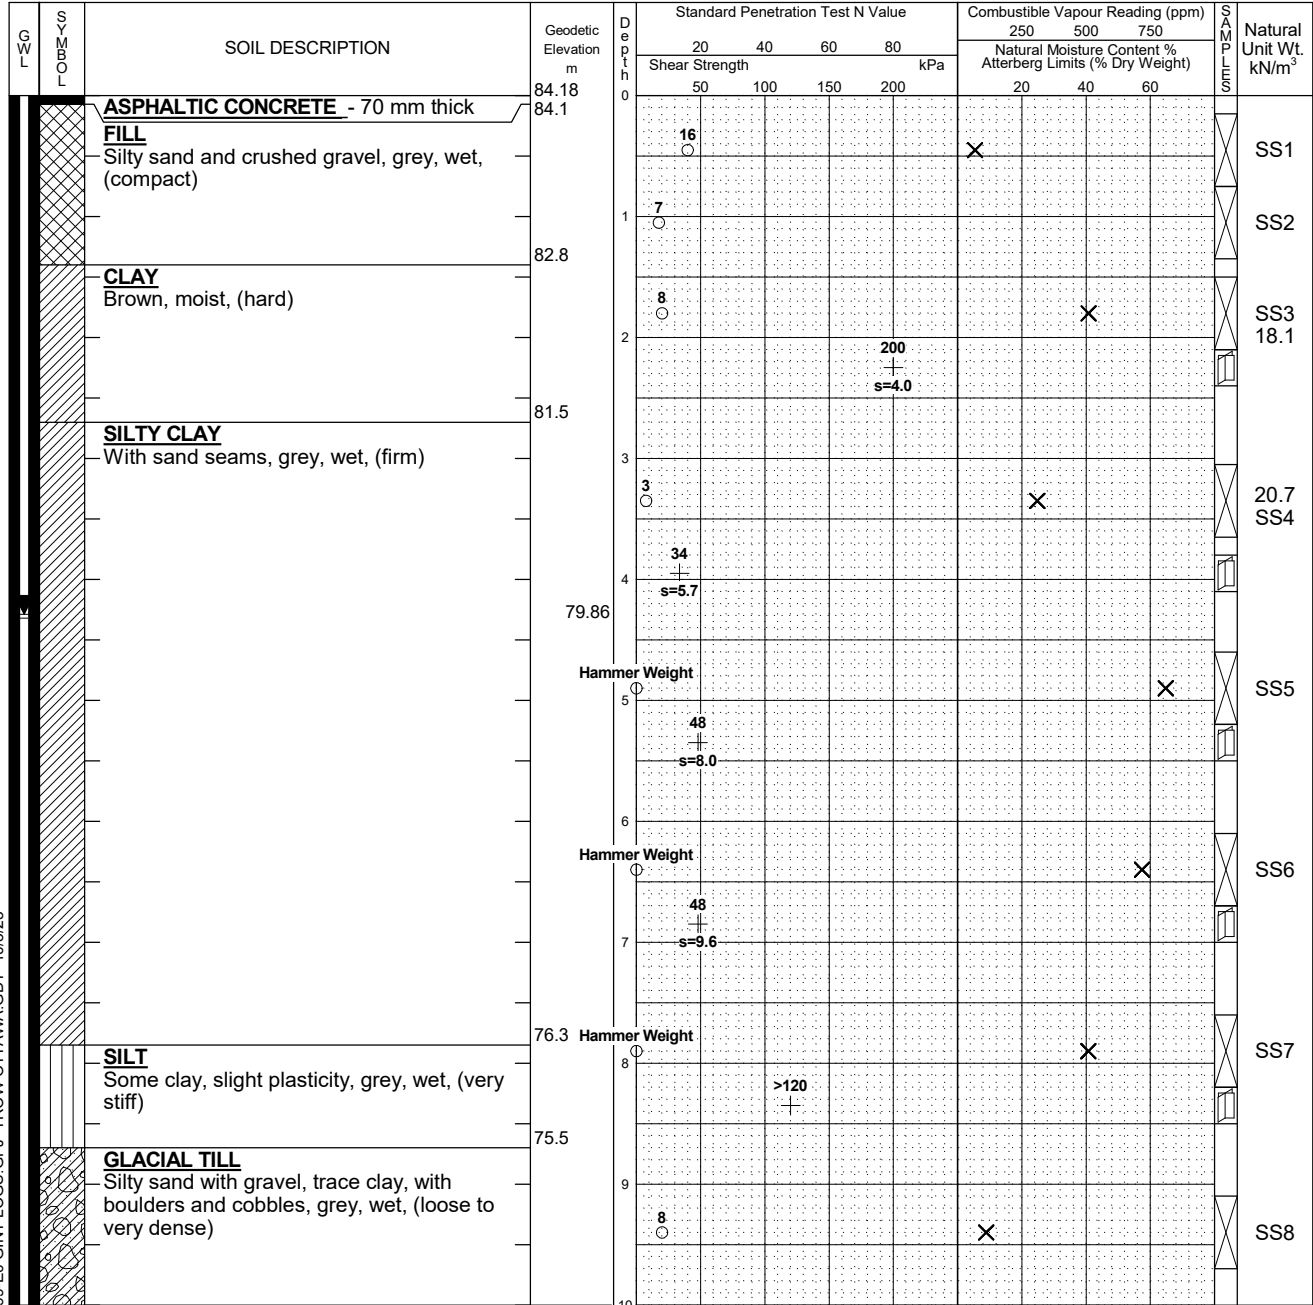 GWL
SYMBOL
SOIL DESCRIPTION
Geodetic
Elevation
m
Depth
Standard Penetration Test N Value
20 40 60 80
Shear Strength kPa
50 100 150 200
Combustible Vapour Reading (ppm)
250 500 750
Natural Moisture Content %
Atterberg Limits (% Dry Weight)
20 40 60
SAMPLES
Natural
Unit Wt.
kN/m³
84.18
0
ASPHALTIC CONCRETE - 70 mm thick
84.1
FILL
Silty sand and crushed gravel, grey, wet,
(compact)
16
SS1
7
1
SS2
82.8
CLAY
Brown, moist, (hard)
8
SS3
18.1
2
200
s=4.0
81.5
SILTY CLAY
With sand seams, grey, wet, (firm)
3
3
20.7
SS4
34
4
s=5.7
79.86
Hammer Weight
SS5
5
48
s=8.0
6
Hammer Weight
SS6
48
7
s=9.6
76.3
Hammer Weight
SS7
SILT
Some clay, slight plasticity, grey, wet, (very
stiff)
8
>120
75.5
GLACIAL TILL
Silty sand with gravel, trace clay, with
boulders and cobbles, grey, wet, (loose to
very dense)
9
8
SS8
10